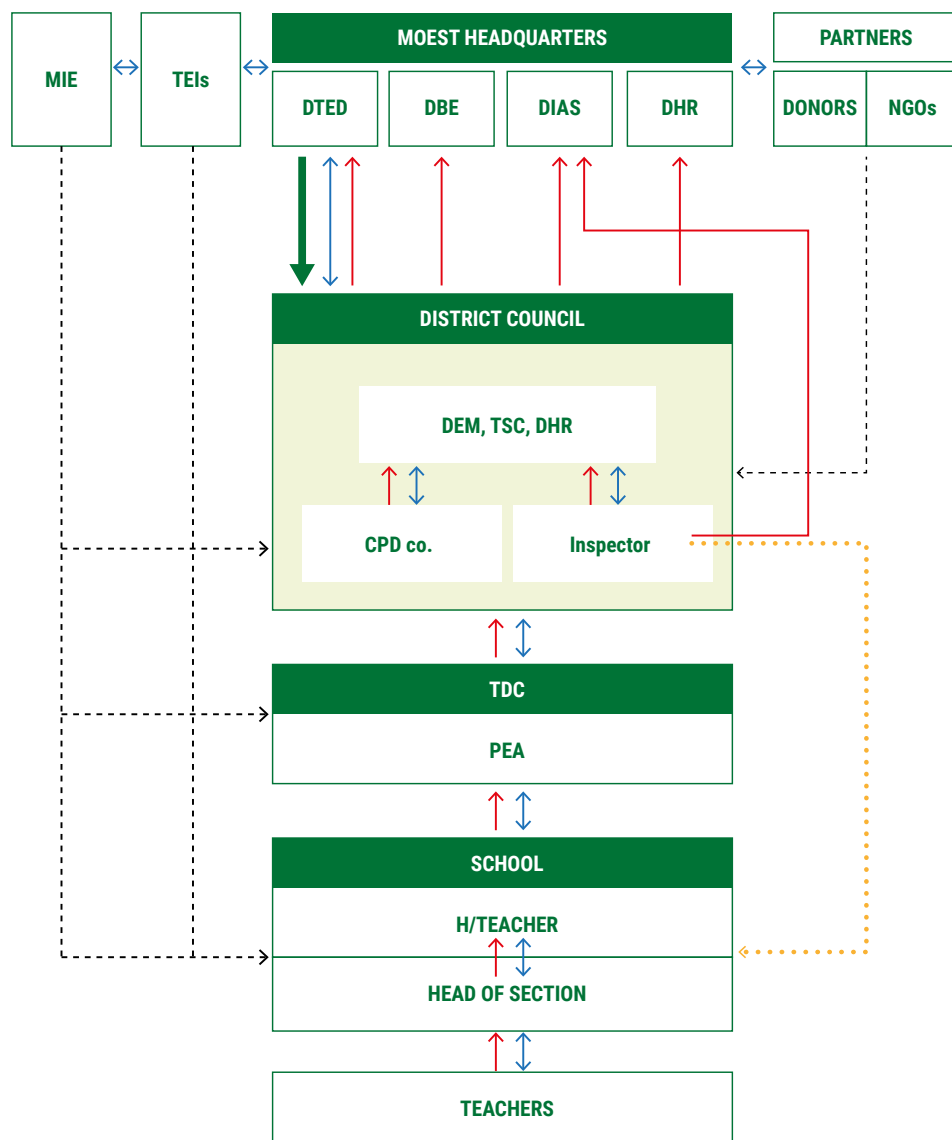 MOEST HEADQUARTERS
PARTNERS
MIE
TEIs
DTED
DBE
DIAS
DHR
DONORS
NGOs
DISTRICT COUNCIL
DEM, TSC, DHR
CPD co.
Inspector
TDC
PEA
SCHOOL
H/TEACHER
HEAD OF SECTION
TEACHERS